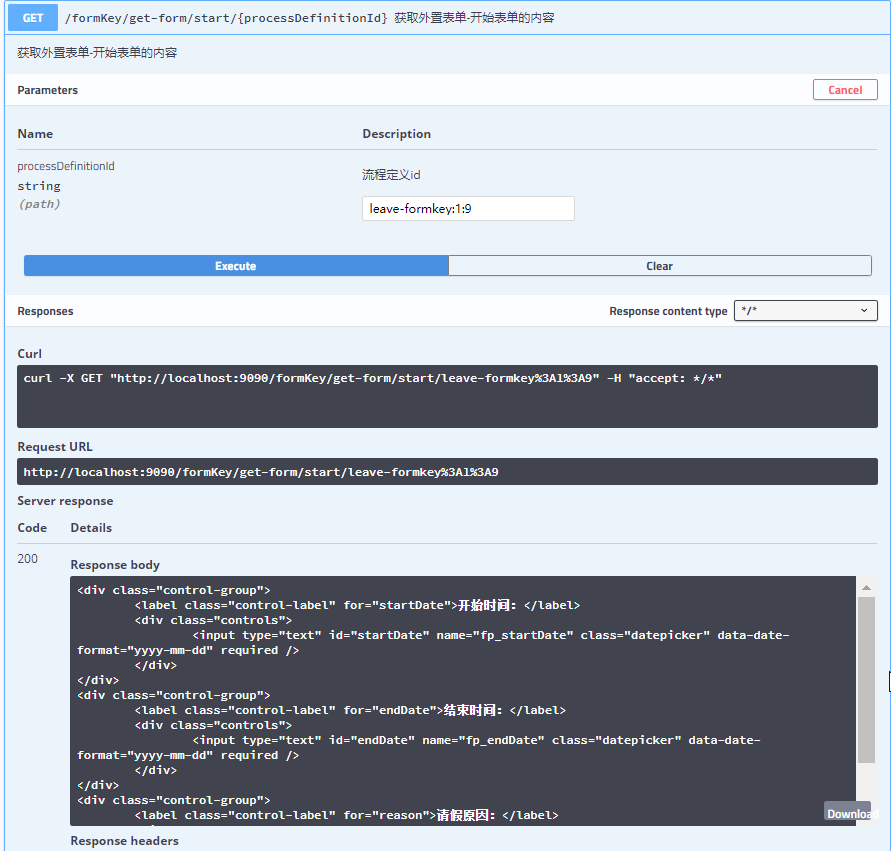 GET /formKey/get-form/start/{processDefinitionId} 获取外置表单-开始表单的内容
获取外置表单-开始表单的内容
Parameters Cancel
Name Description
processDefinitionId 流程定义id
string
(path)
leave-formkey:1:9
Execute Clear
Responses Response content type */*
Curl
curl -X GET "http://localhost:9090/formKey/get-form/start/leave-formkey%3A1%3A9" -H "accept: */*"
Request URL
http://localhost:9090/formKey/get-form/start/leave-formkey%3A1%3A9
Server response
Code Details
200
Response body
<div class="control-group">
<label class="control-label" for="startDate">开始时间：</label>
<div class="controls">
<input type="text" id="startDate" name="fp_startDate" class="datepicker" data-date-
format="yyyy-mm-dd" required />
</div>
</div>
<div class="control-group">
<label class="control-label" for="endDate">结束时间：</label>
<div class="controls">
<input type="text" id="endDate" name="fp_endDate" class="datepicker" data-date-
format="yyyy-mm-dd" required />
</div>
</div>
<div class="control-group">
<label class="control-label" for="reason">请假原因：</label>
Download
Response headers